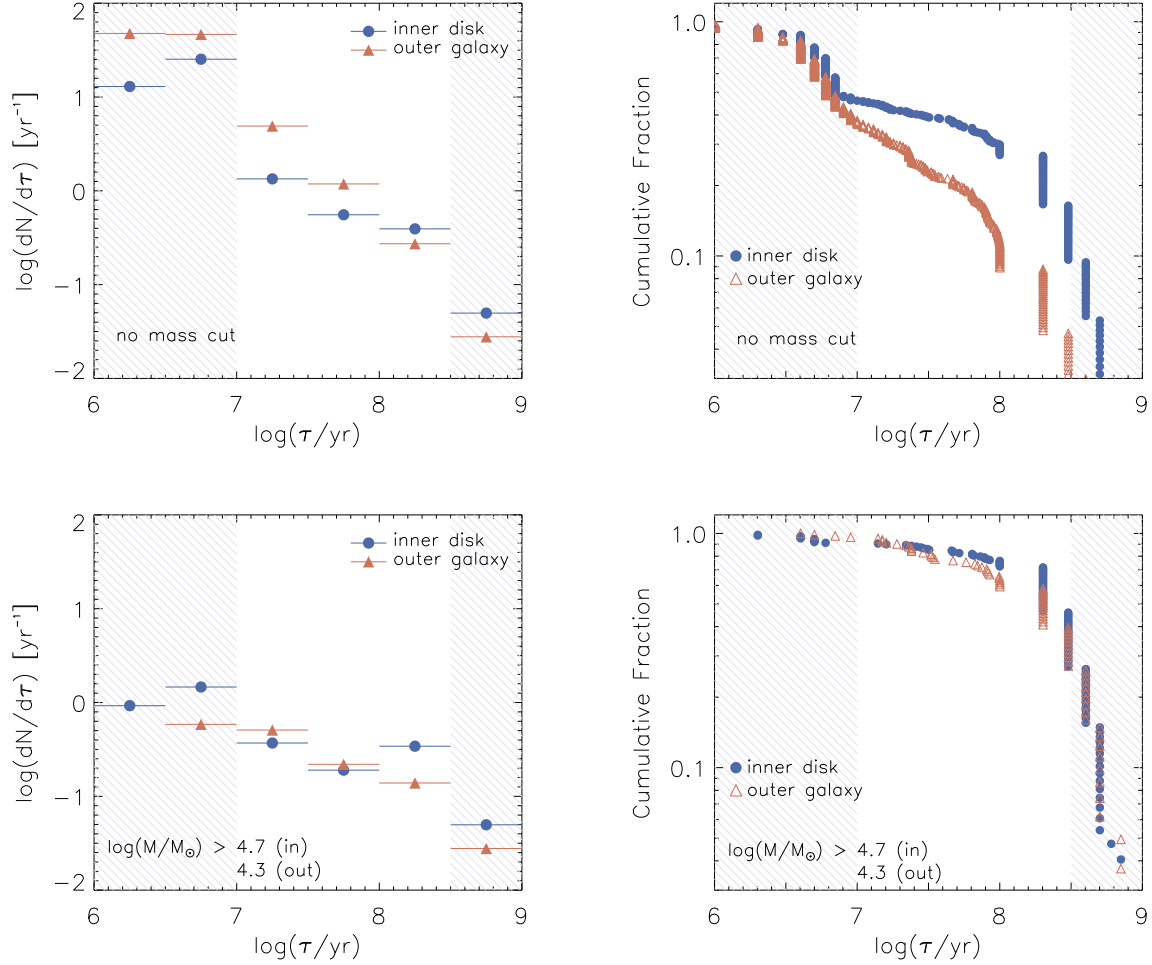 2
1
0
−1
−2
log(dN/dτ) [yr⁻¹]
inner disk
outer galaxy
no mass cut
6 7 8 9
log(τ/yr)
1.0
0.1
Cumulative Fraction
inner disk
outer galaxy
no mass cut
6 7 8 9
log(τ/yr)
2
1
0
−1
−2
log(dN/dτ) [yr⁻¹]
inner disk
outer galaxy
log(M/M⊙) > 4.7 (in)
4.3 (out)
6 7 8 9
log(τ/yr)
1.0
0.1
Cumulative Fraction
inner disk
outer galaxy
log(M/M⊙) > 4.7 (in)
4.3 (out)
6 7 8 9
log(τ/yr)